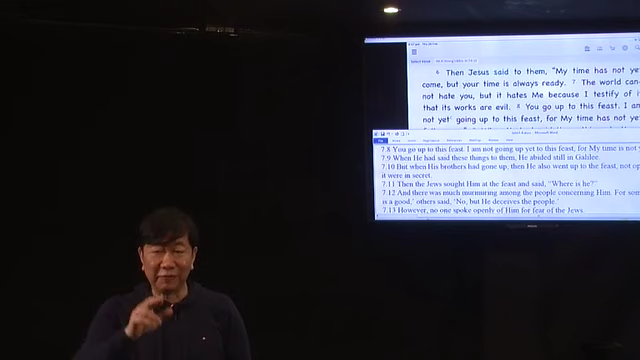 6 Then Jesus said to them, "My time has not yet
come, but your time is always ready. 7 The world can
not hate you, but it hates Me because I testify of it
that its works are evil. 8 You go up to this feast. I am
not yet going up to this feast, for My time has not yet
7.8 You go up to this feast. I am not going up yet to this feast, for My time is not
7.9 When He had said these things to them, He abided still in Galilee.
7.10 But when His brothers had gone up, then He also went up to the feast, not op
it were in secret.
7.11 Then the Jews sought Him at the feast and said, "Where is he?"
7.12 And there was much murmuring among the people concerning Him. For som
is a good,' others said, 'No, but He deceives the people.'
7.13 However, no one spoke openly of Him for fear of the Jews.